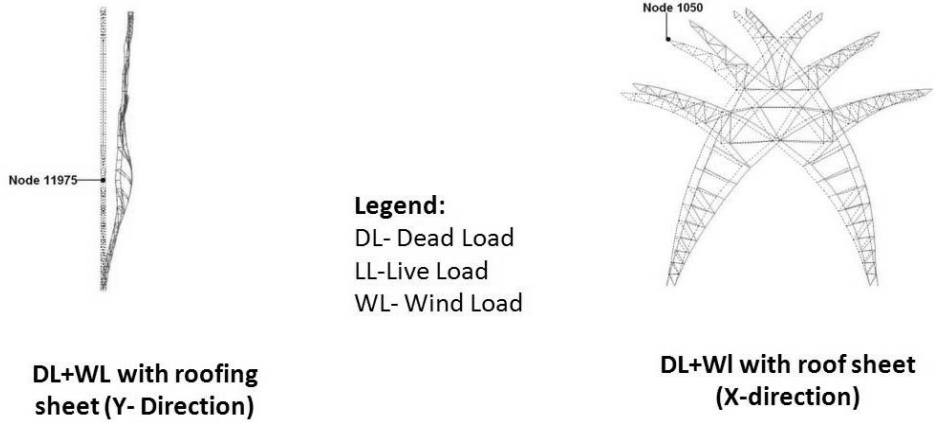 Node 1050
Node 11975
Legend:
DL- Dead Load
LL-Live Load
WL- Wind Load
DL+WL with roofing
sheet (Y- Direction)
DL+Wl with roof sheet
(X-direction)